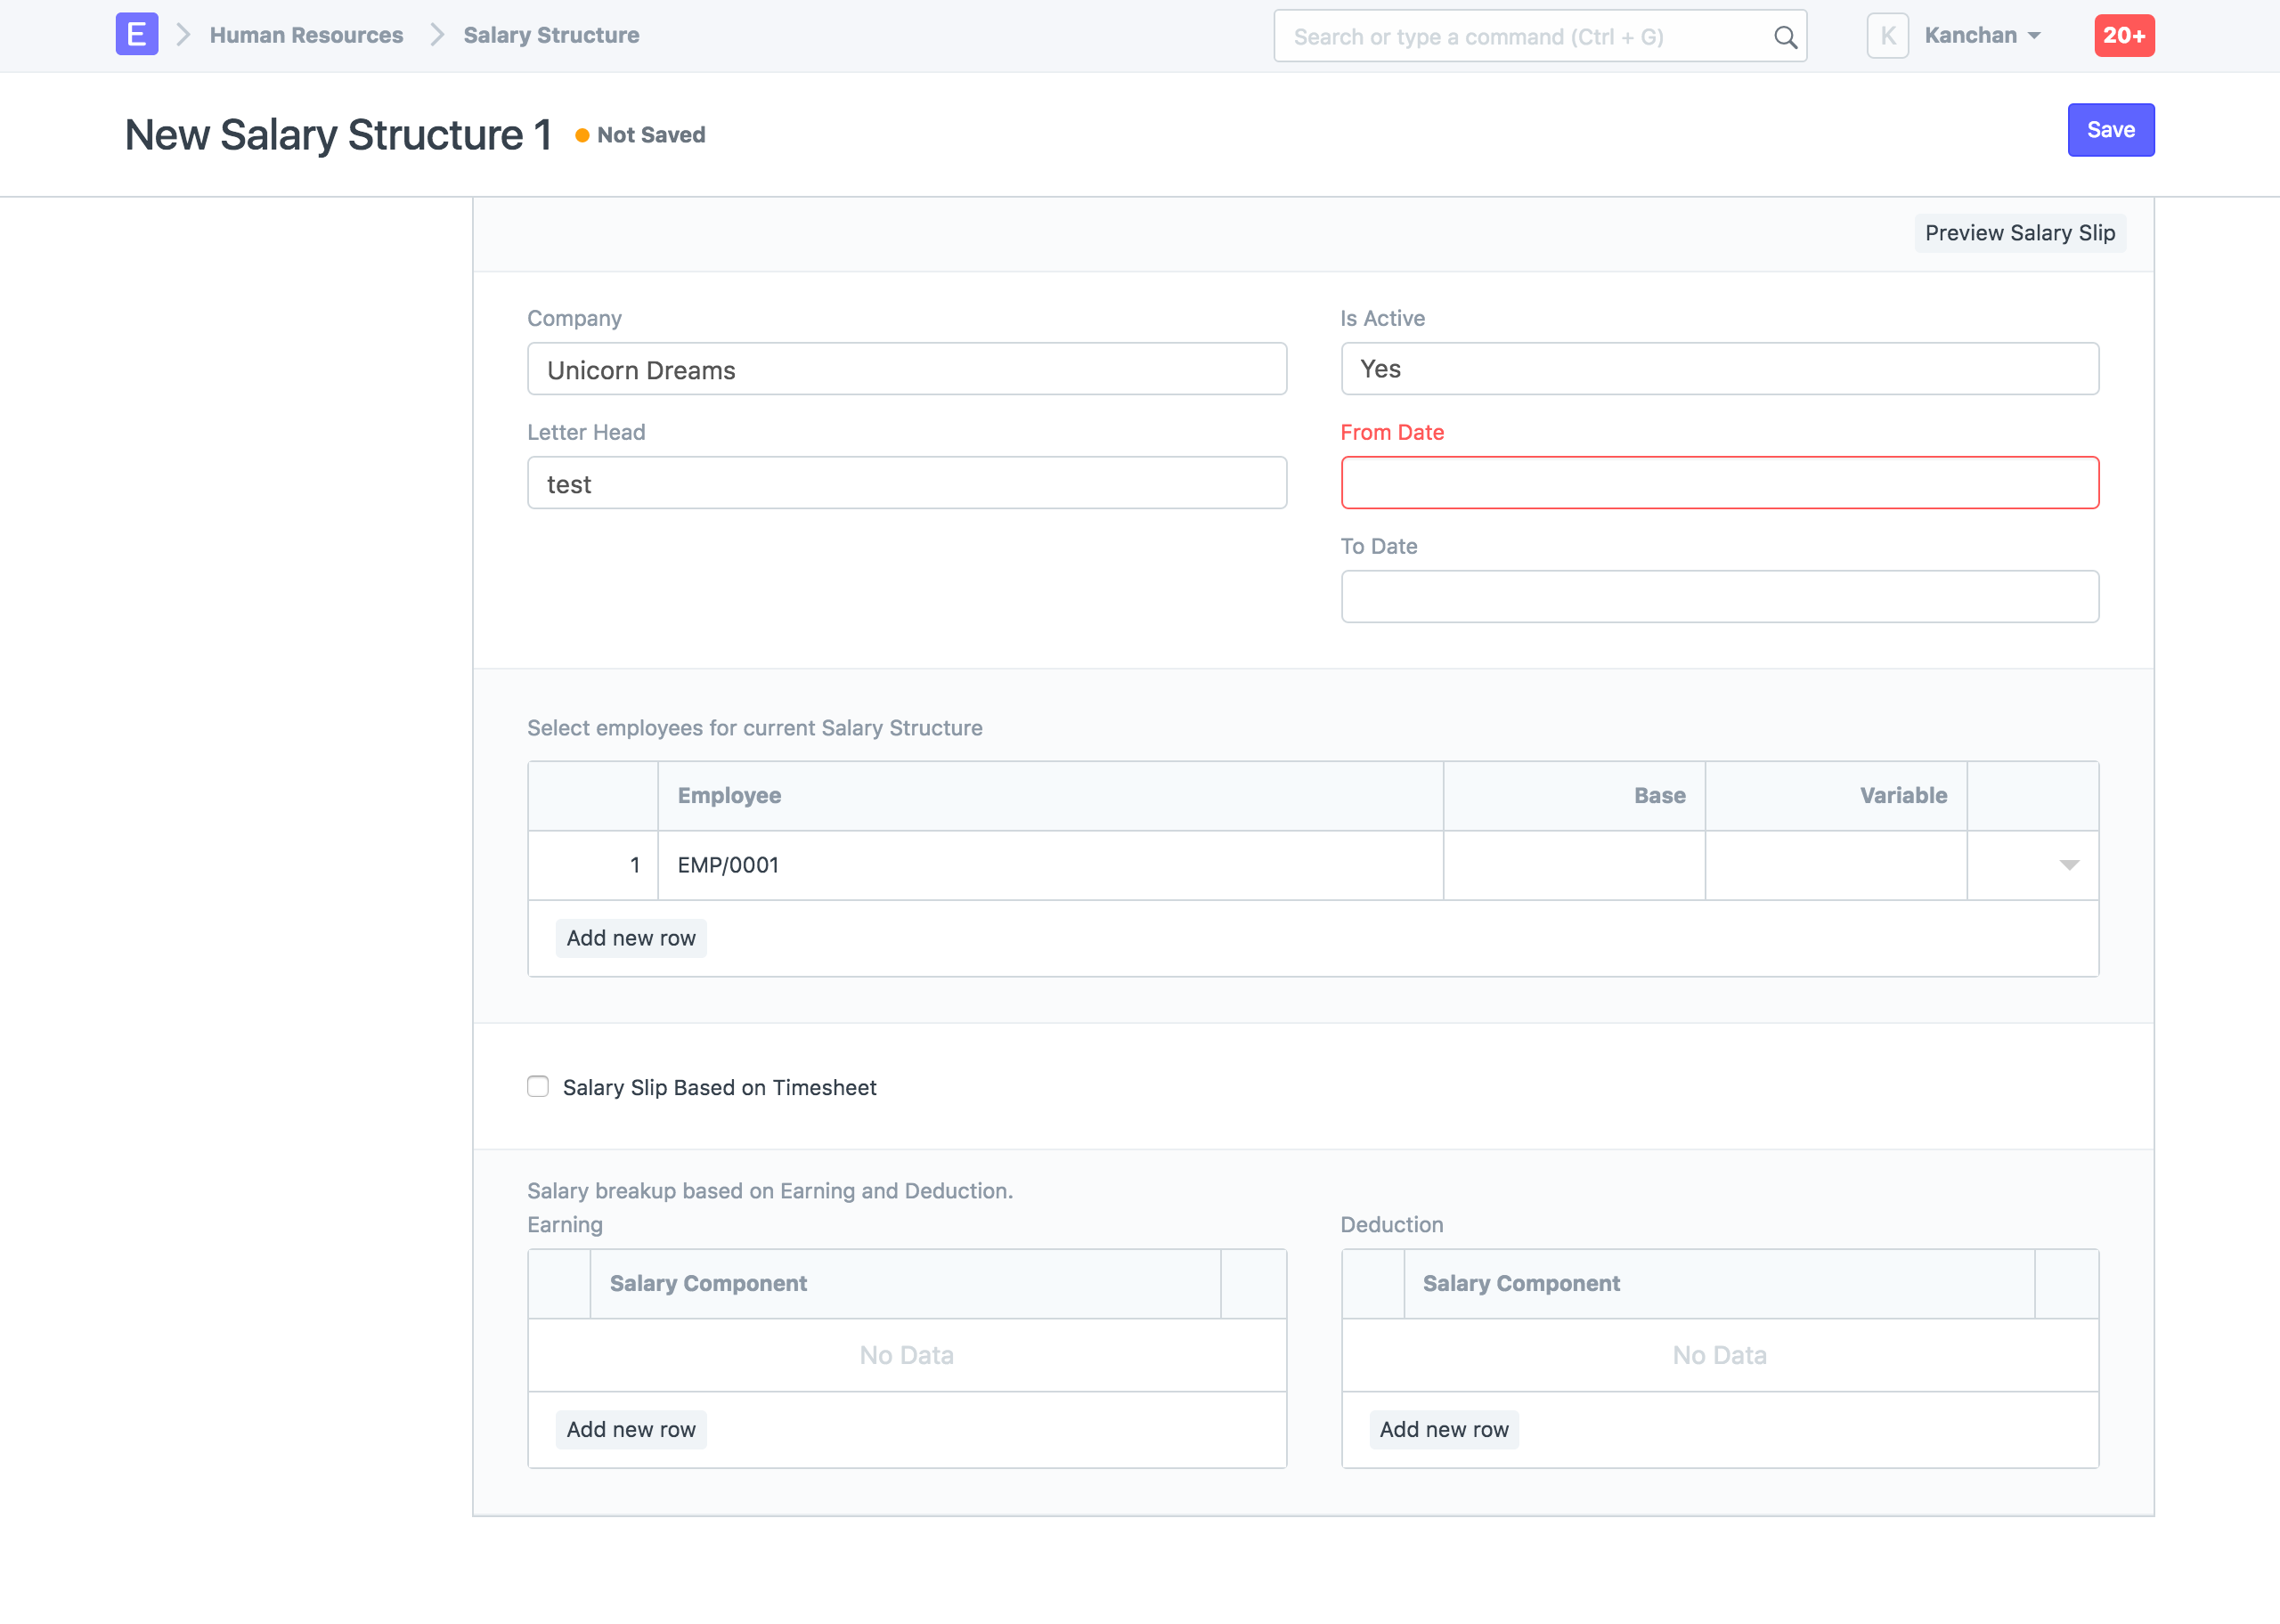 E Human Resources Salary Structure Search or type a command (Ctrl + G) K Kanchan 20+
New Salary Structure 1 Not Saved Save
Preview Salary Slip
Company Is Active
Unicorn Dreams Yes
Letter Head From Date
test
To Date
Select employees for current Salary Structure
Employee Base Variable
1 EMP/0001
Add new row
Salary Slip Based on Timesheet
Salary breakup based on Earning and Deduction.
Earning Deduction
Salary Component Salary Component
No Data No Data
Add new row Add new row